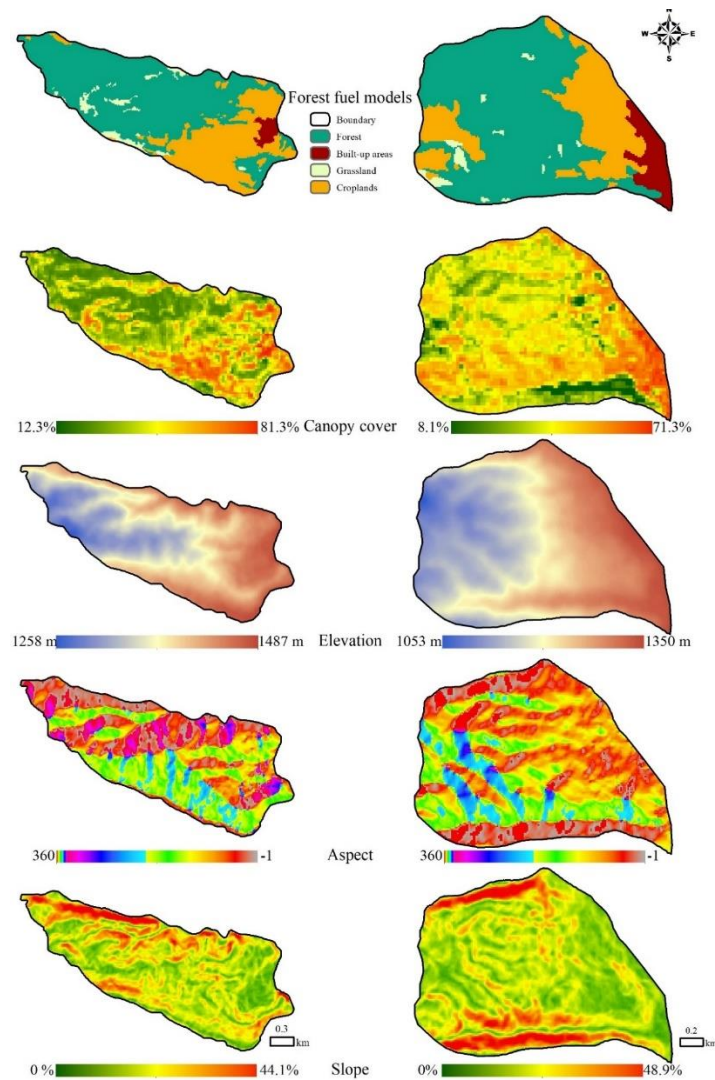 N
W E
S
Forest fuel models
Boundary
Forest
Built-up areas
Grassland
Croplands
12.3% 81.3% Canopy cover 8.1% 71.3%
1258 m 1487 m Elevation 1053 m 1350 m
360 -1 Aspect 360 -1
0.3
km
0.2
km
0 % 44.1% Slope 0% 48.9%